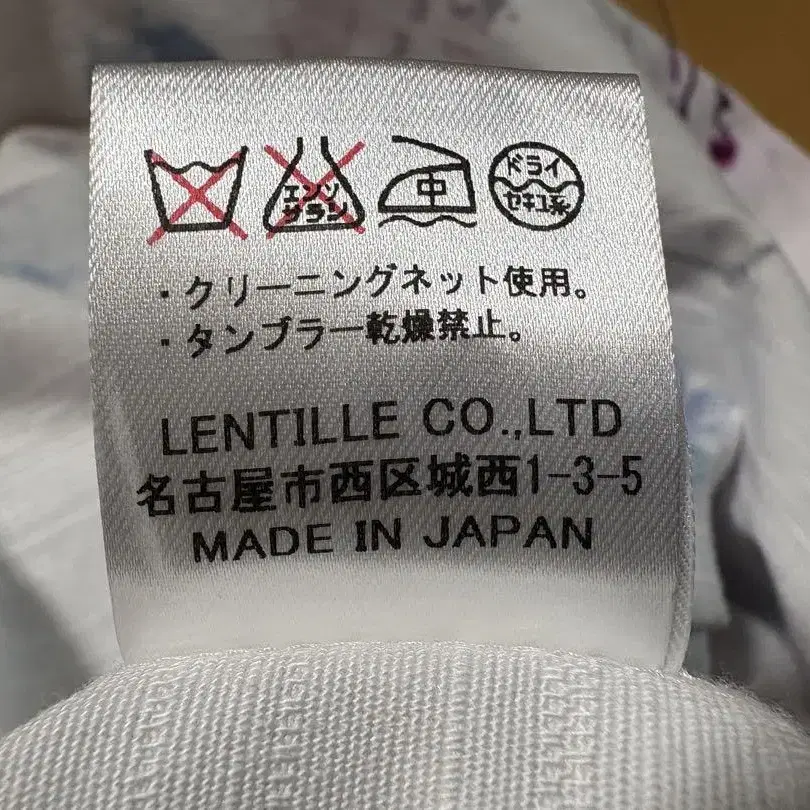 エンソ
サラシ
中
ドライ
セキユ系
・クリーニングネット使用。
・タンブラー乾燥禁止。
LENTILLE CO.,LTD
名古屋市西区城西1-3-5
MADE IN JAPAN